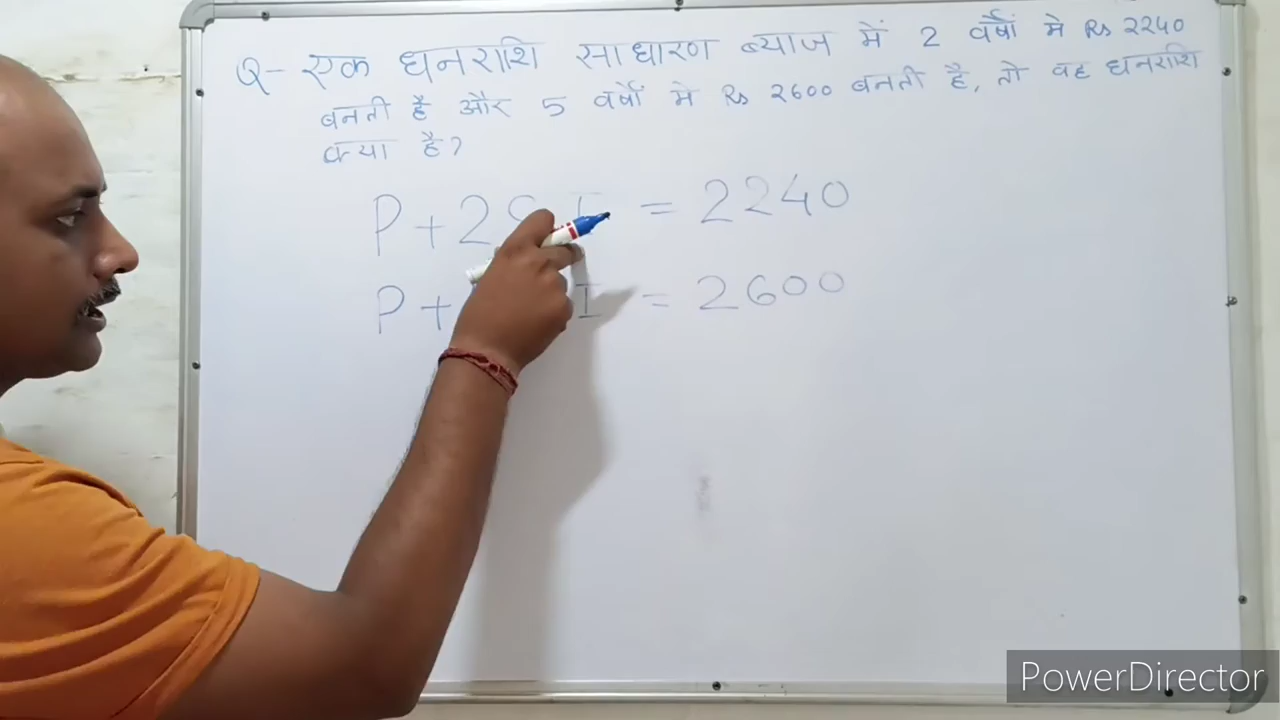 Q- एक धनराशि साधारण ब्याज में 2 वर्षों मे Rs 2240
बनती है और 5 वर्षों मे Rs 2600 बनती है, तो वह धनराशि
क्या है?
P + 2 = 2240
P + I = 2600
PowerDirector